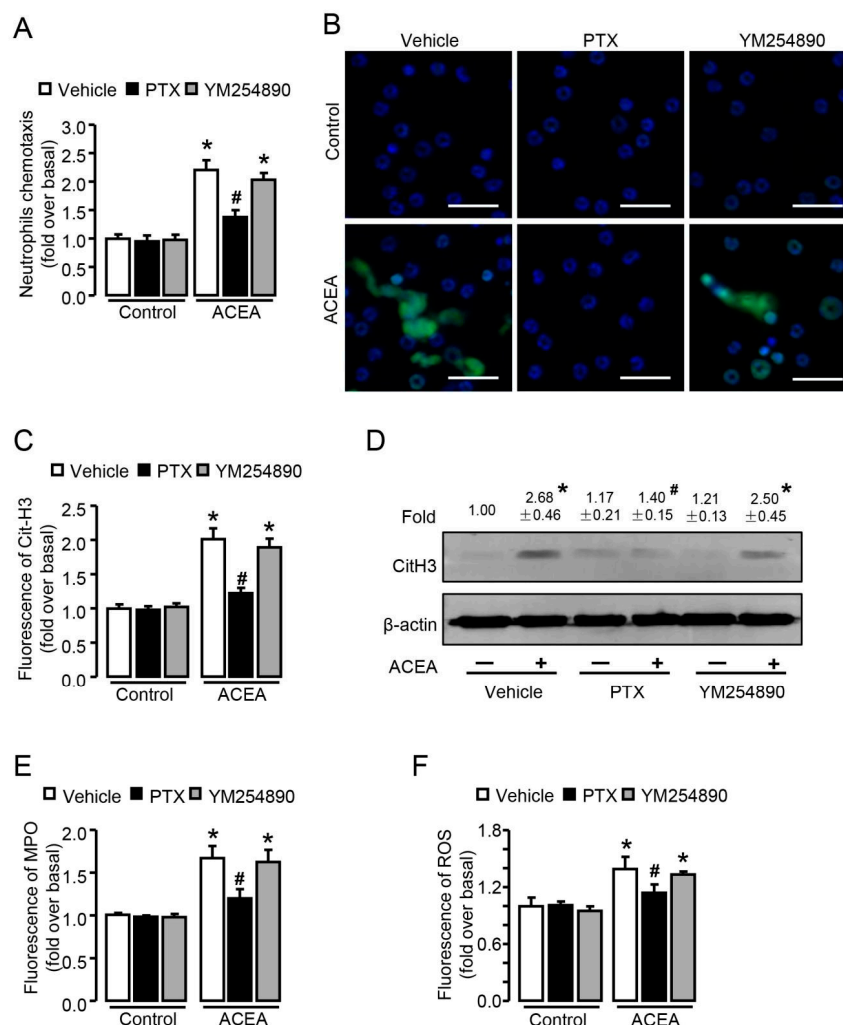 A
Vehicle PTX YM254890
Neutrophils chemotaxis
(fold over basal)
3.0
2.5
2.0
1.5
1.0
0.5
0.0
* # *
Control ACEA
B
Vehicle PTX YM254890
Control
ACEA
C
Vehicle PTX YM254890
Fluorescence of Cit-H3
(fold over basal)
2.5
2.0
1.5
1.0
0.5
0.0
* # *
Control ACEA
D
Fold 1.00 2.68 * 1.17 1.40 # 1.21 2.50 *
±0.46 ±0.21 ±0.15 ±0.13 ±0.45
CitH3
β-actin
ACEA — + — + — +
Vehicle PTX YM254890
E
Vehicle PTX YM254890
Fluorescence of MPO
(fold over basal)
2.0
1.5
1.0
0.5
0.0
* # *
Control ACEA
F
Vehicle PTX YM254890
Fluorescence of ROS
(fold over basal)
1.8
1.2
0.6
0.0
* # *
Control ACEA